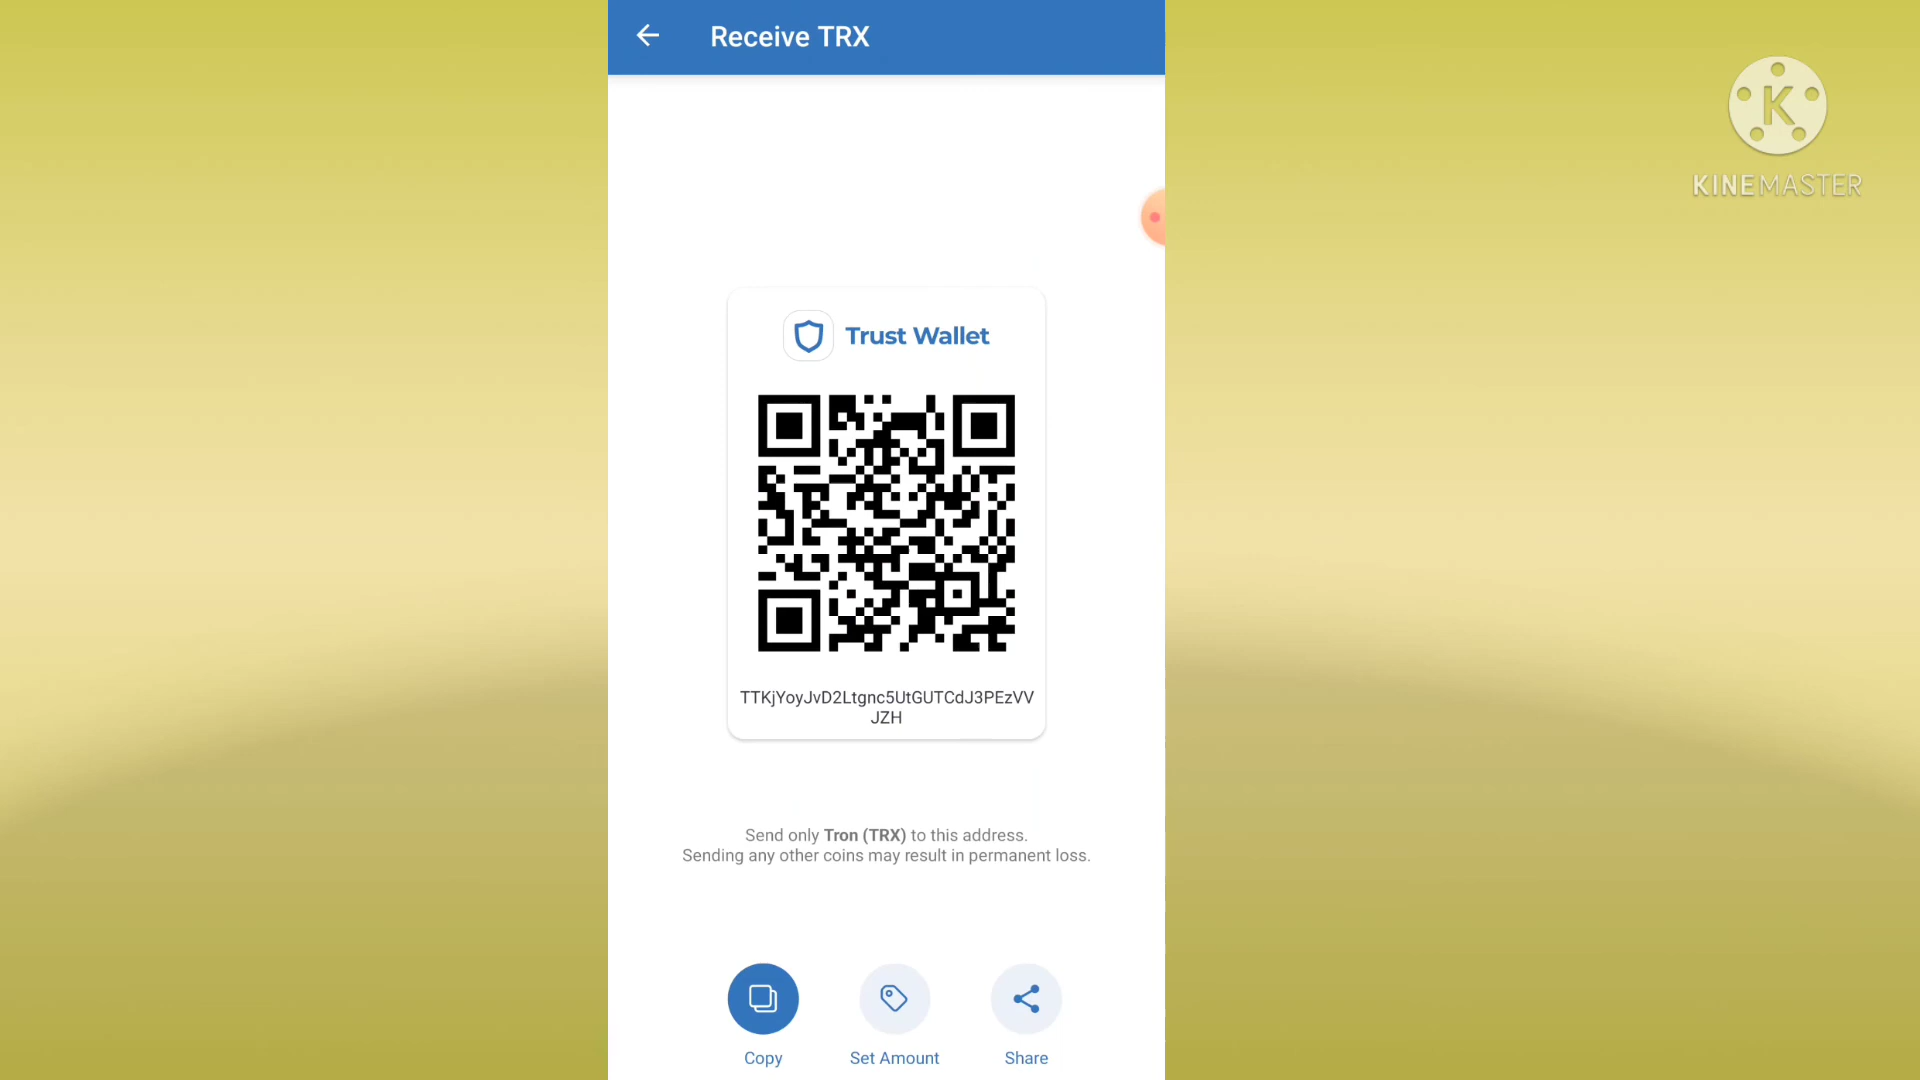 Receive TRX
K
KINEMASTER
Trust Wallet
TTKjYoyJvD2Ltgnc5UtGUTCdJ3PEzVV
JZH
Send only Tron (TRX) to this address.
Sending any other coins may result in permanent loss.
Copy
Set Amount
Share